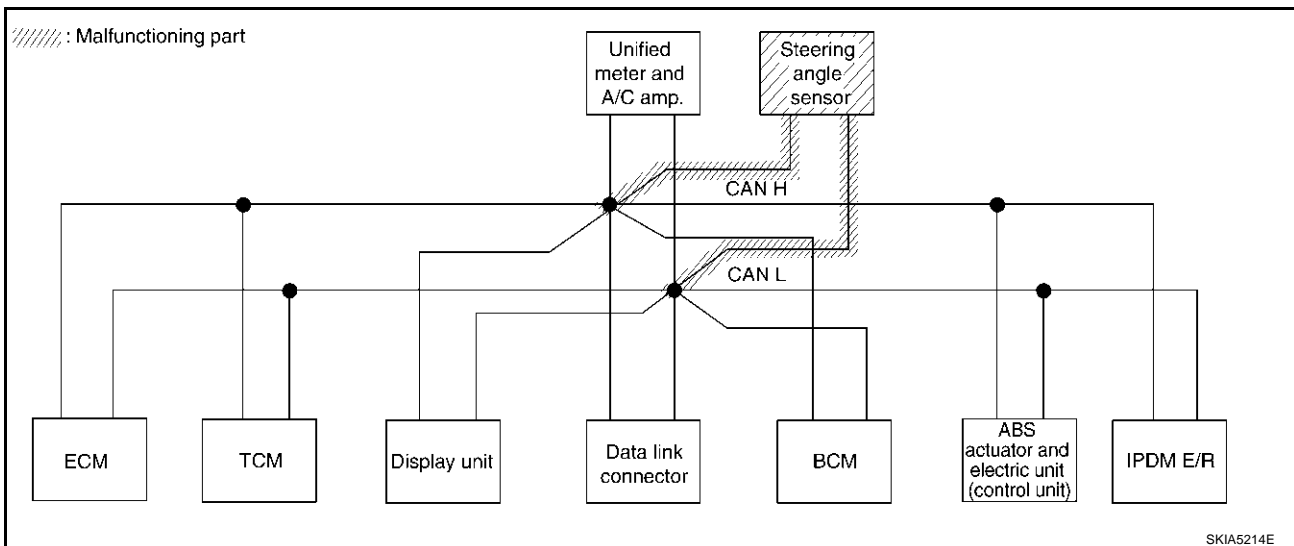 : Malfunctioning part
Unified
meter and
A/C amp.
Steering
angle
sensor
CAN H
CAN L
ECM
TCM
Display unit
Data link
connector
BCM
ABS
actuator and
electric unit
(control unit)
IPDM E/R
SKIA5214E